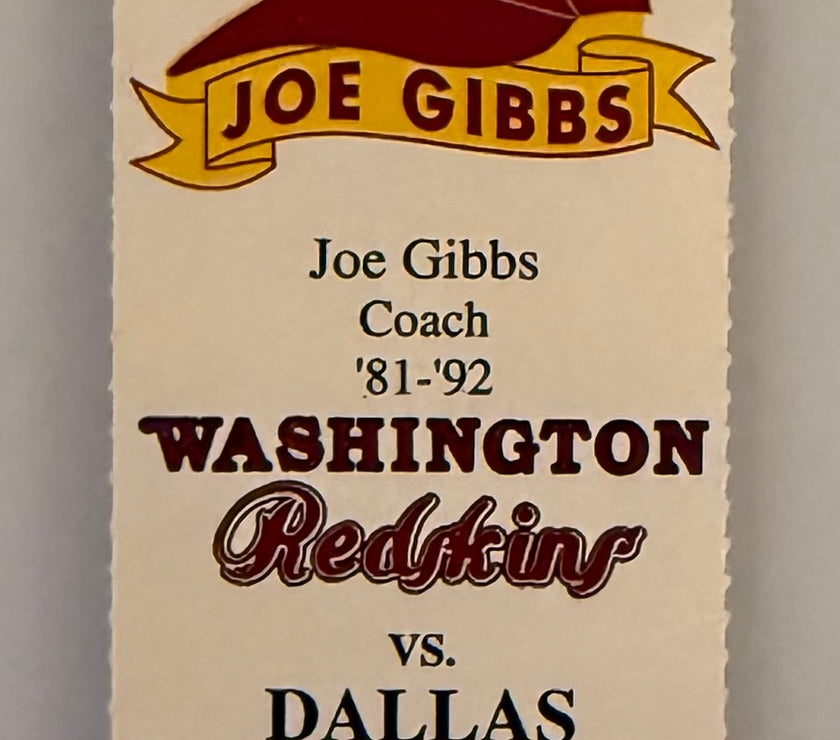 JOE GIBBS
Joe Gibbs
Coach
'81-'92
WASHINGTON
Redskins
vs.
DALLAS